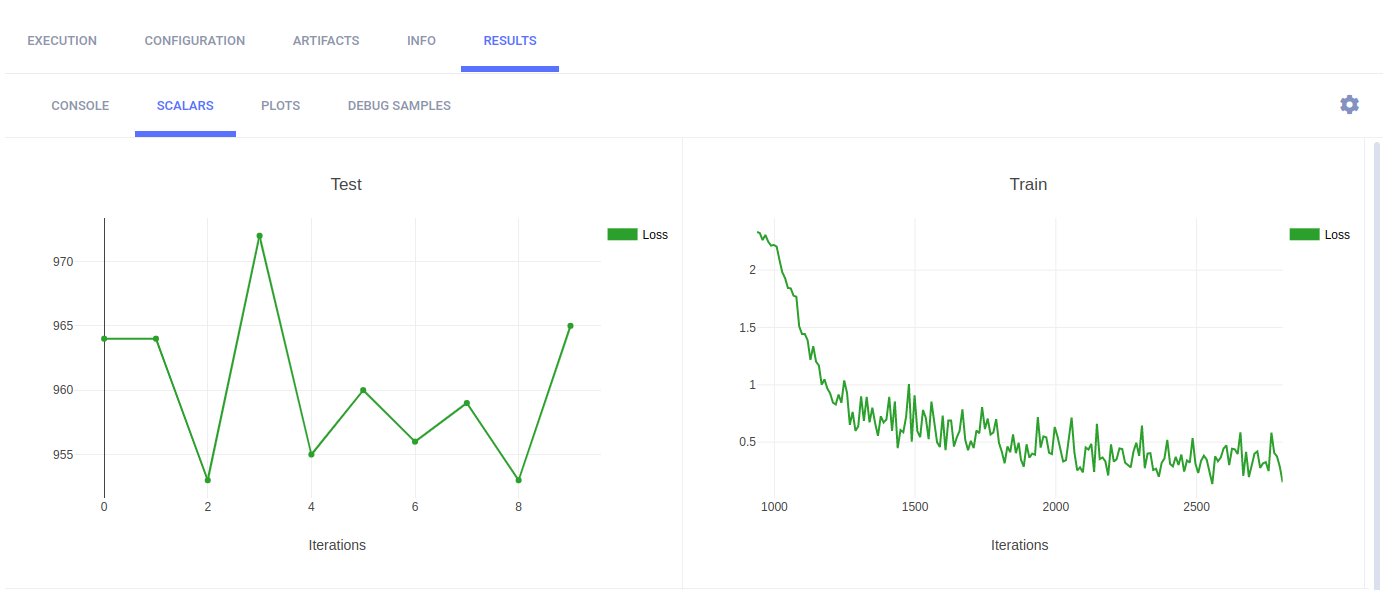 EXECUTION CONFIGURATION ARTIFACTS INFO RESULTS
CONSOLE SCALARS PLOTS DEBUG SAMPLES
Test
Loss
970
965
960
955
0 2 4 6 8
Iterations
Train
Loss
2
1.5
1
0.5
1000 1500 2000 2500
Iterations